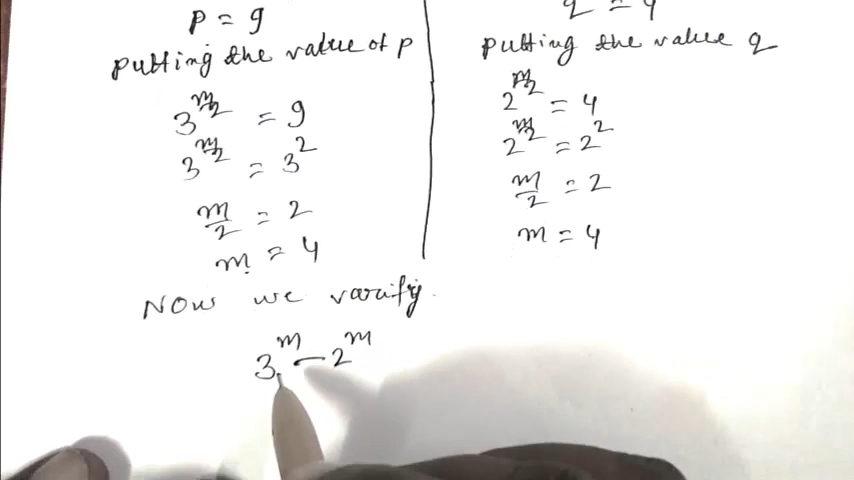 p = 9
putting the value of p
3^{m/2} = 9
3^{m/2} = 3^2
m/2 = 2
m = 4
q = 4
putting the value q
2^{m/2} = 4
2^{m/2} = 2^2
m/2 = 2
m = 4
Now we varify.
3^m - 2^m